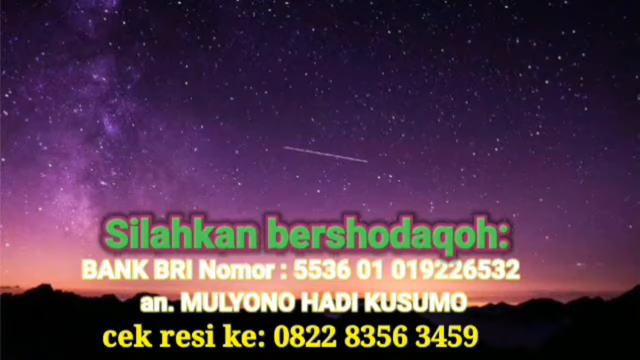 Silahkan bershodaqoh:
BANK BRI Nomor : 5536 01 019226532
an. MULYONO HADI KUSUMO
cek resi ke: 0822 8356 3459